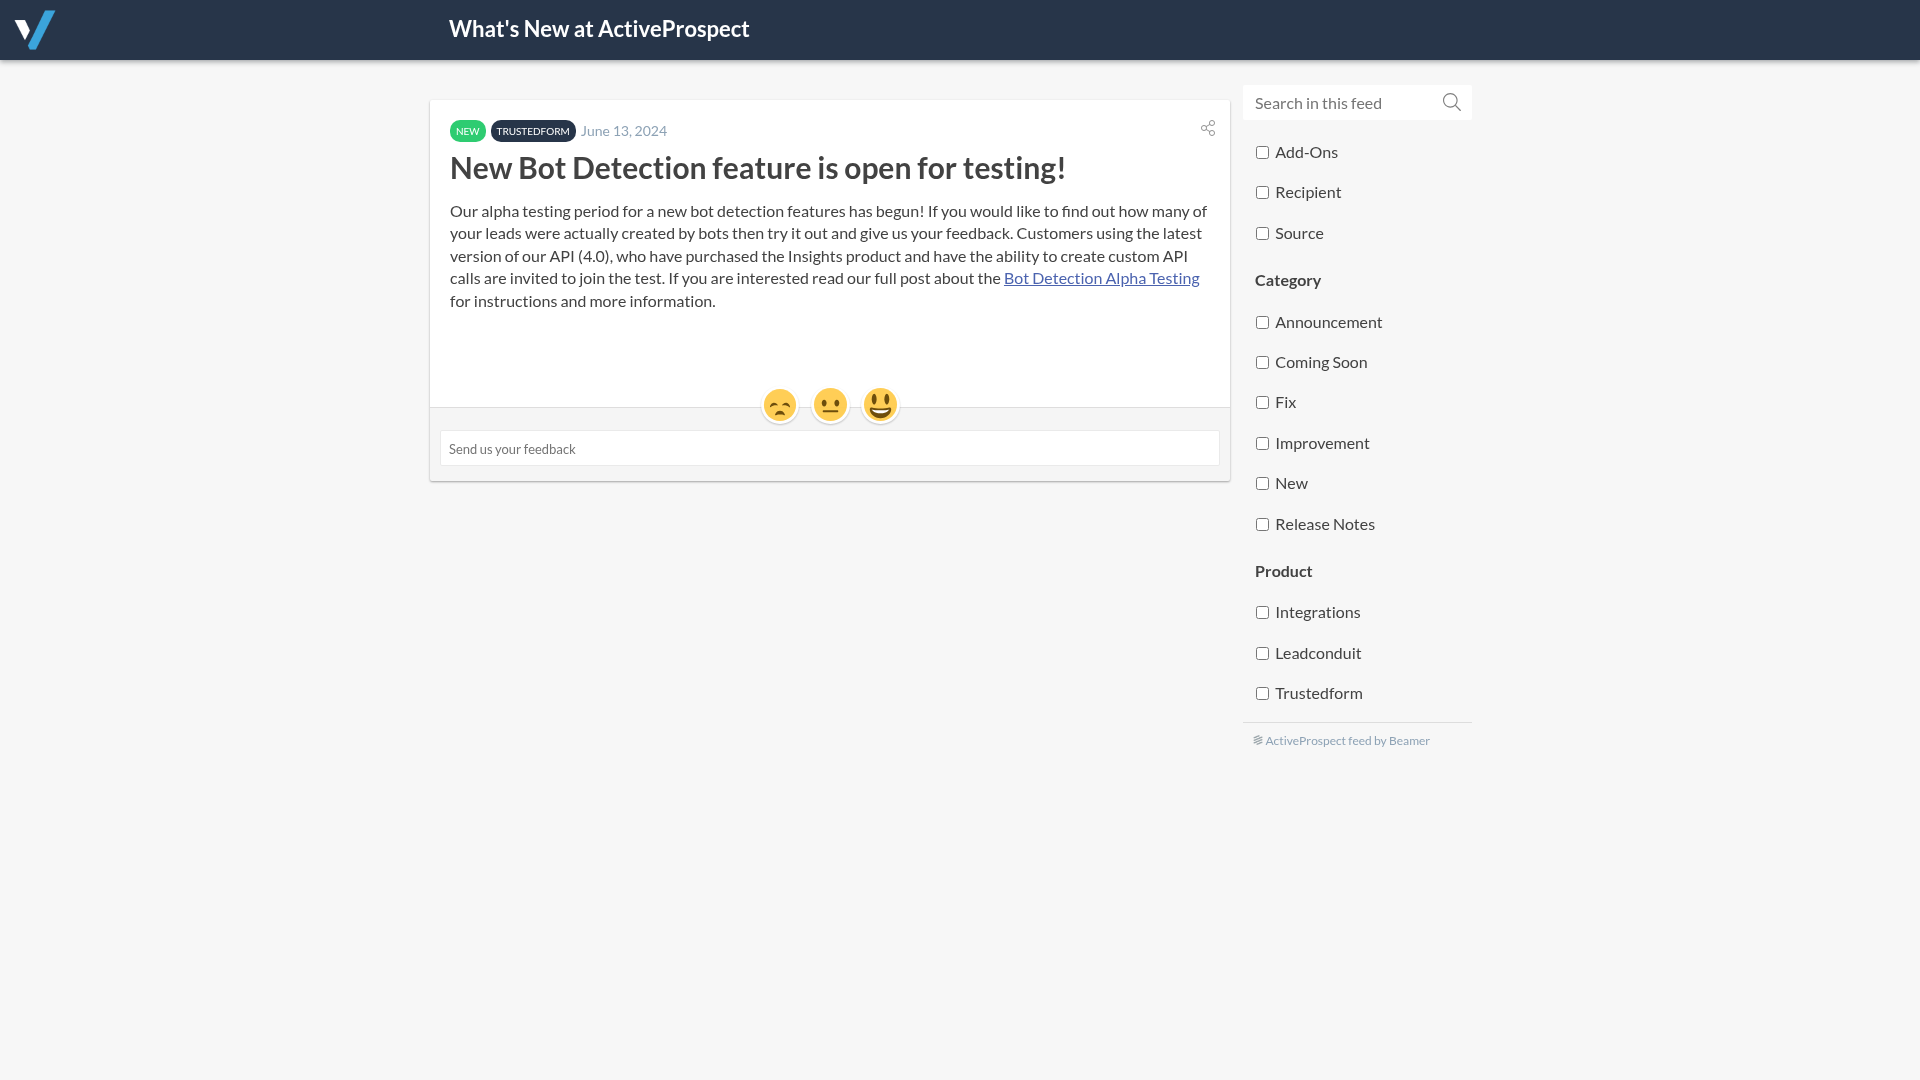 What's New at ActiveProspect
Search in this feed
NEW TRUSTEDFORM June 13, 2024
New Bot Detection feature is open for testing!
Our alpha testing period for a new bot detection features has begun! If you would like to find out how many of
your leads were actually created by bots then try it out and give us your feedback. Customers using the latest
version of our API (4.0), who have purchased the Insights product and have the ability to create custom API
calls are invited to join the test. If you are interested read our full post about the Bot Detection Alpha Testing
for instructions and more information.
Send us your feedback
Add-Ons
Recipient
Source
Category
Announcement
Coming Soon
Fix
Improvement
New
Release Notes
Product
Integrations
Leadconduit
Trustedform
ActiveProspect feed by Beamer